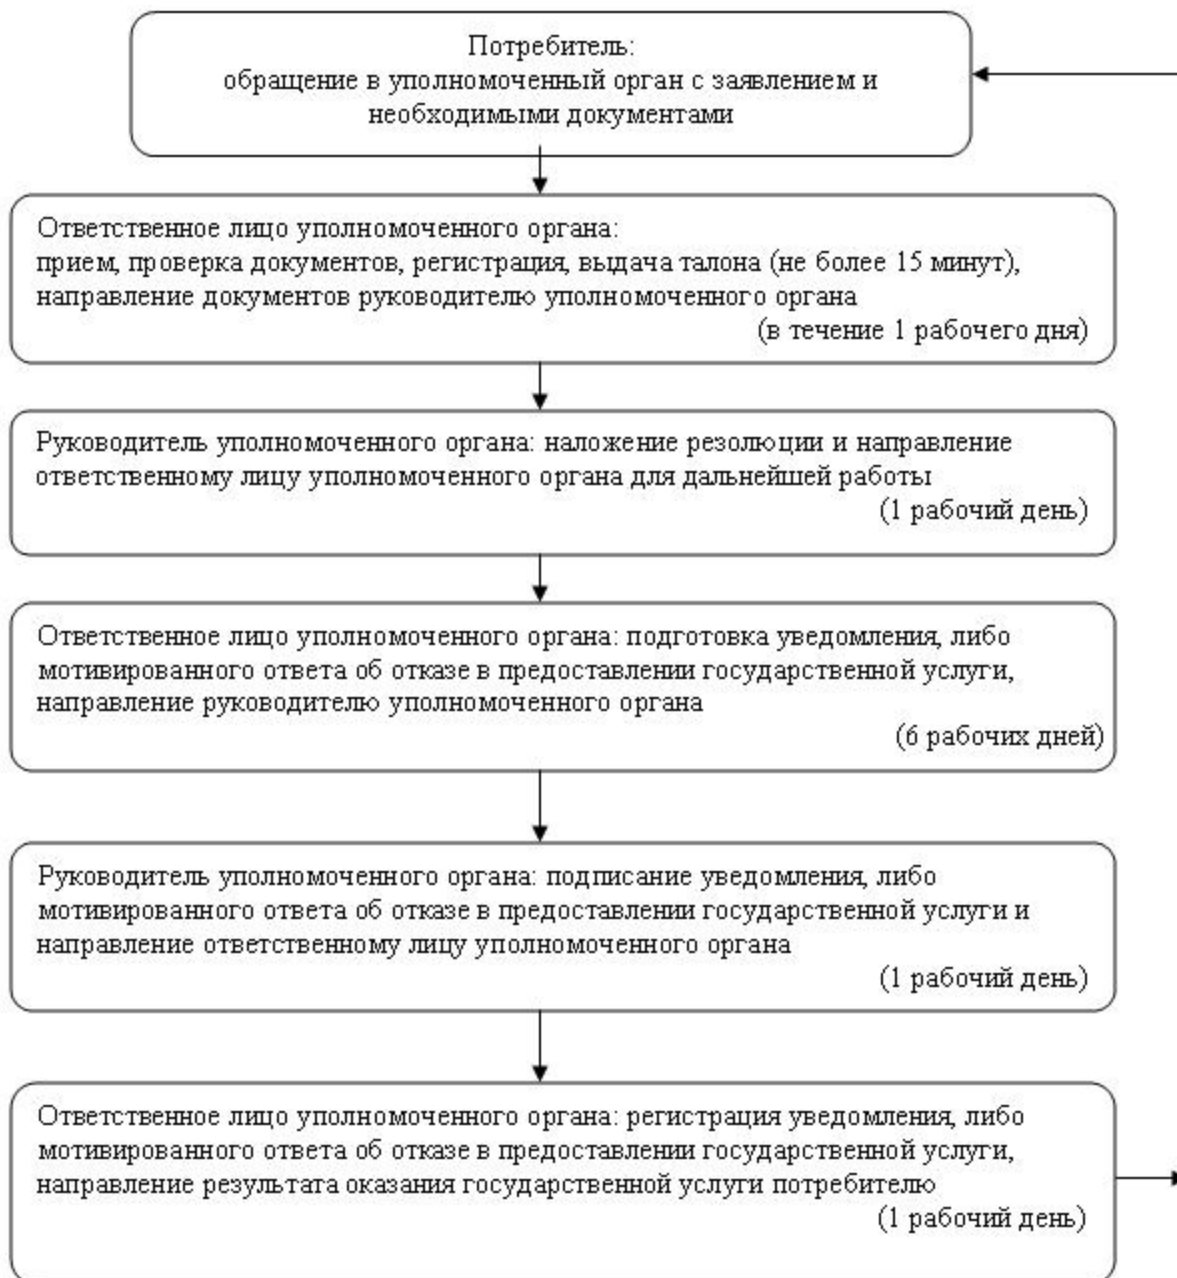 Потребитель:
обращение в уполномоченный орган с заявлением и
необходимыми документами
Ответственное лицо уполномоченного органа:
прием, проверка документов, регистрация, выдача талона (не более 15 минут),
направление документов руководителю уполномоченного органа
(в течение 1 рабочего дня)
Руководитель уполномоченного органа: наложение резолюции и направление
ответственному лицу уполномоченного органа для дальнейшей работы
(1 рабочий день)
Ответственное лицо уполномоченного органа: подготовка уведомления, либо
мотивированного ответа об отказе в предоставлении государственной услуги,
направление руководителю уполномоченного органа
(6 рабочих дней)
Руководитель уполномоченного органа: подписание уведомления, либо
мотивированного ответа об отказе в предоставлении государственной услуги и
направление ответственному лицу уполномоченного органа
(1 рабочий день)
Ответственное лицо уполномоченного органа: регистрация уведомления, либо
мотивированного ответа об отказе в предоставлении государственной услуги,
направление результата оказания государственной услуги потребителю
(1 рабочий день)